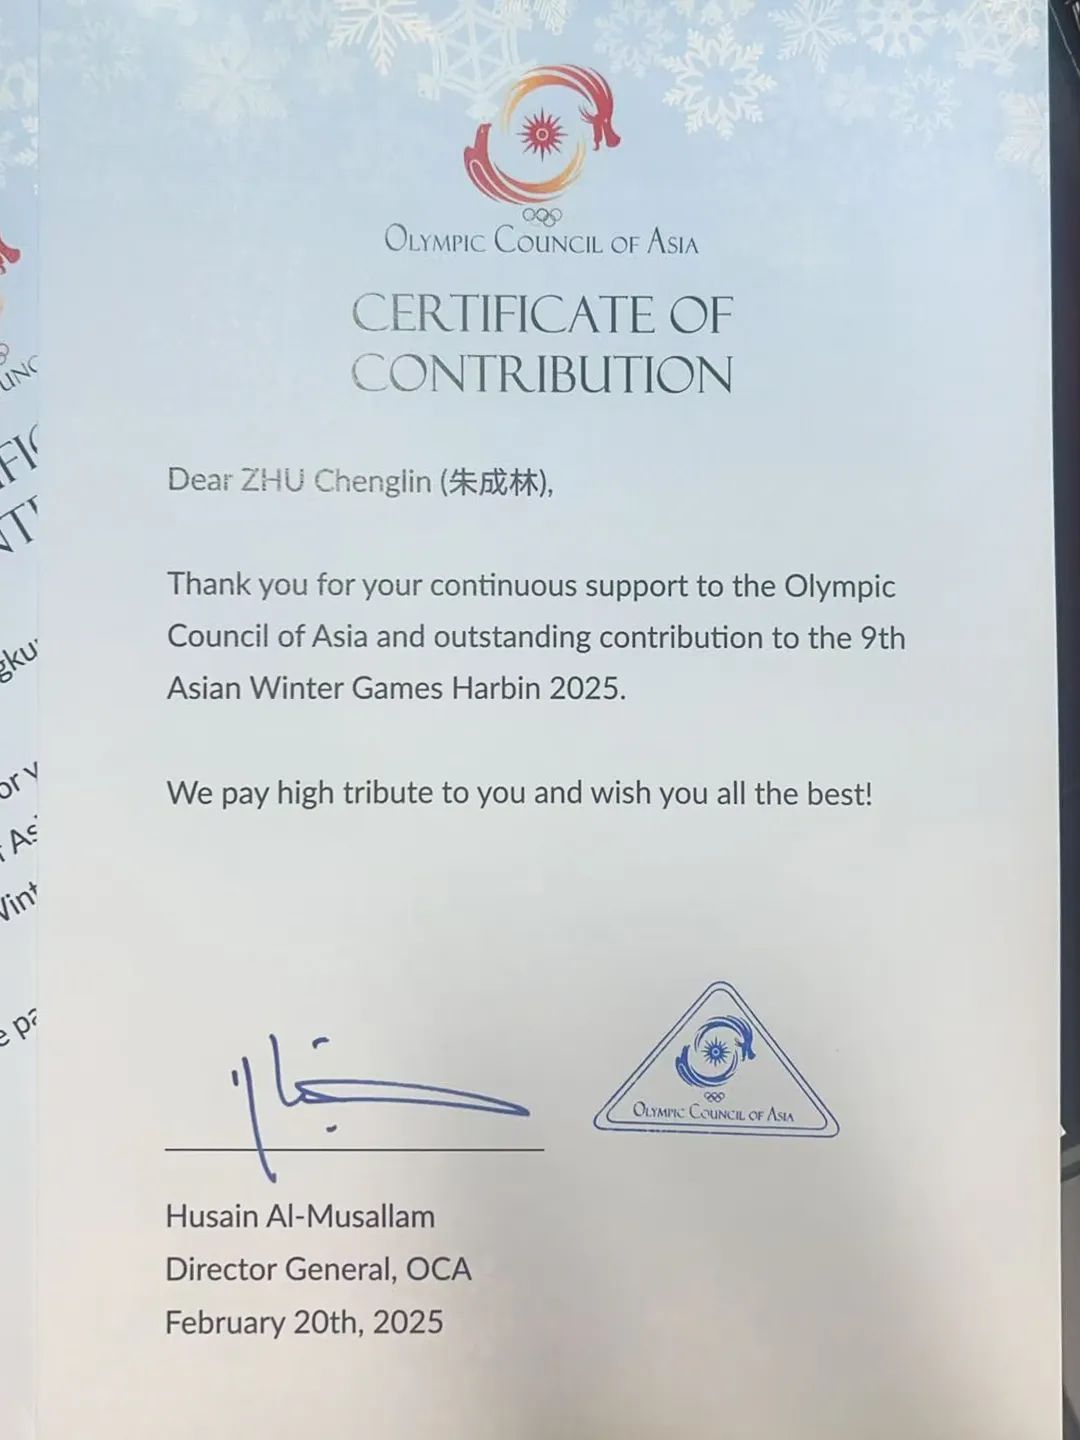 OLYMPIC COUNCIL OF ASIA
CERTIFICATE OF
CONTRIBUTION
Dear ZHU Chenglin (朱成林),
Thank you for your continuous support to the Olympic
Council of Asia and outstanding contribution to the 9th
Asian Winter Games Harbin 2025.
We pay high tribute to you and wish you all the best!
OLYMPIC COUNCIL OF ASIA
Husain Al-Musallam
Director General, OCA
February 20th, 2025